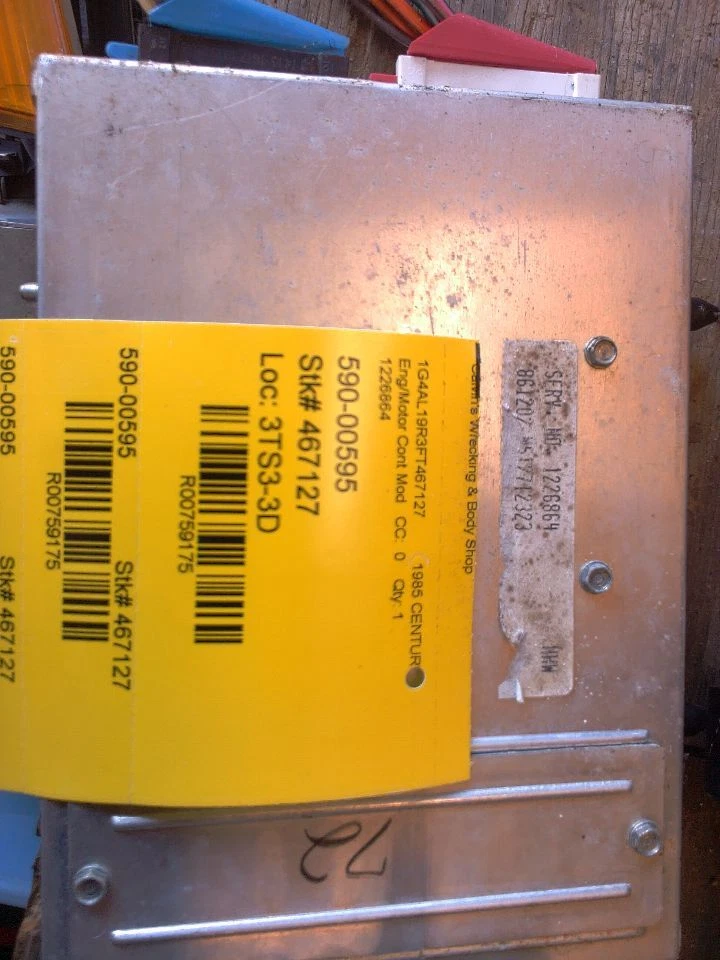 Wrecking & Body Shop
1G4AL19R3FT467127 1985 CENTUR
Eng/Motor Cont Mod CC: 0 Qty: 1
1226664
590-00595
Stk# 467127
Loc: 3TS3-3D
R00759175
590-00595 Stk# 467127
R00759175
590-00595 Stk# 467127
SERV. NO. 1226864 HHW
72